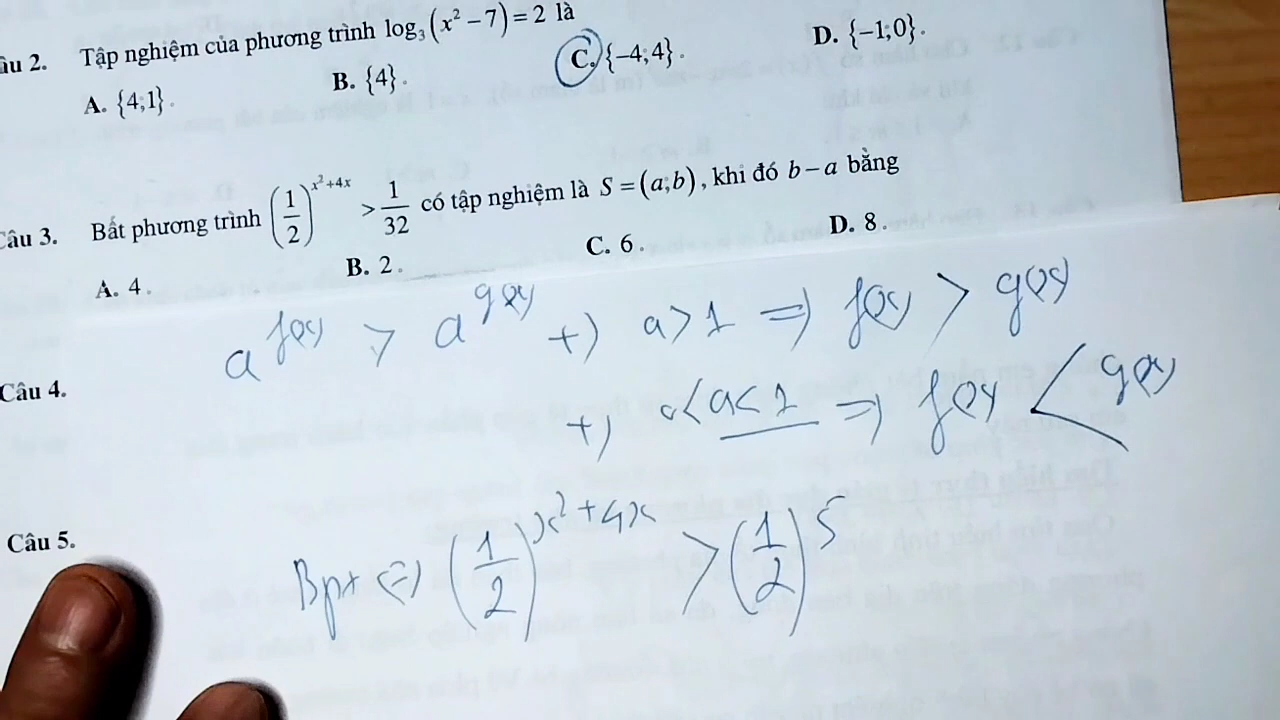 âu 2. Tập nghiệm của phương trình log₃(x² − 7) = 2 là
A. {4;1}. B. {4}. C. {−4;4}. D. {−1;0}.
Câu 3. Bất phương trình (1/2)^(x²+4x) > 1/32 có tập nghiệm là S = (a;b), khi đó b − a bằng
A. 4. B. 2. C. 6. D. 8.
a^f(x) > a^g(x) +) a > 1 => f(x) > g(x)
Câu 4. +) 0 < a < 1 => f(x) < g(x)
Câu 5. Bpt <=> (1/2)^(x²+4x) > (1/2)^5